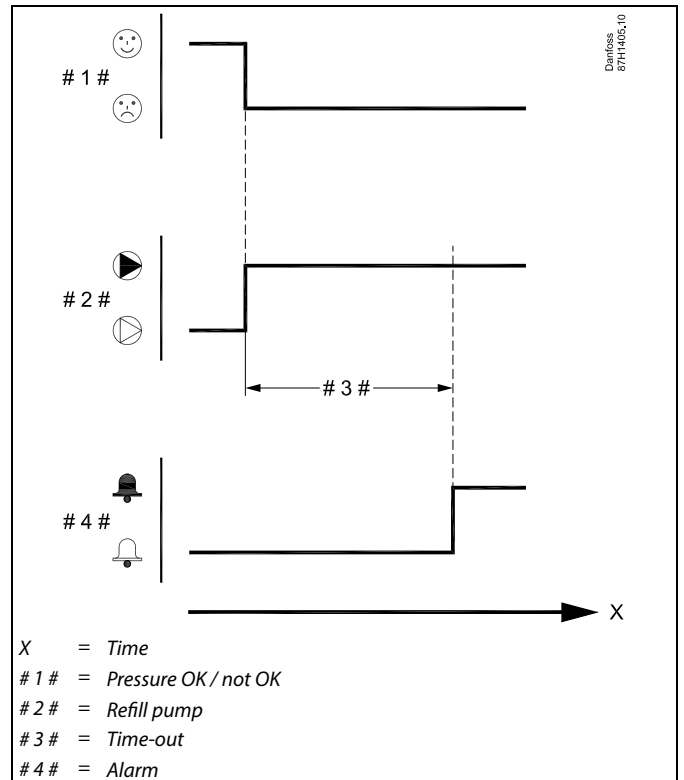 Danfoss
87H1405.10
# 1 #
# 2 #
# 3 #
# 4 #
X
X = Time
# 1 # = Pressure OK / not OK
# 2 # = Refill pump
# 3 # = Time-out
# 4 # = Alarm